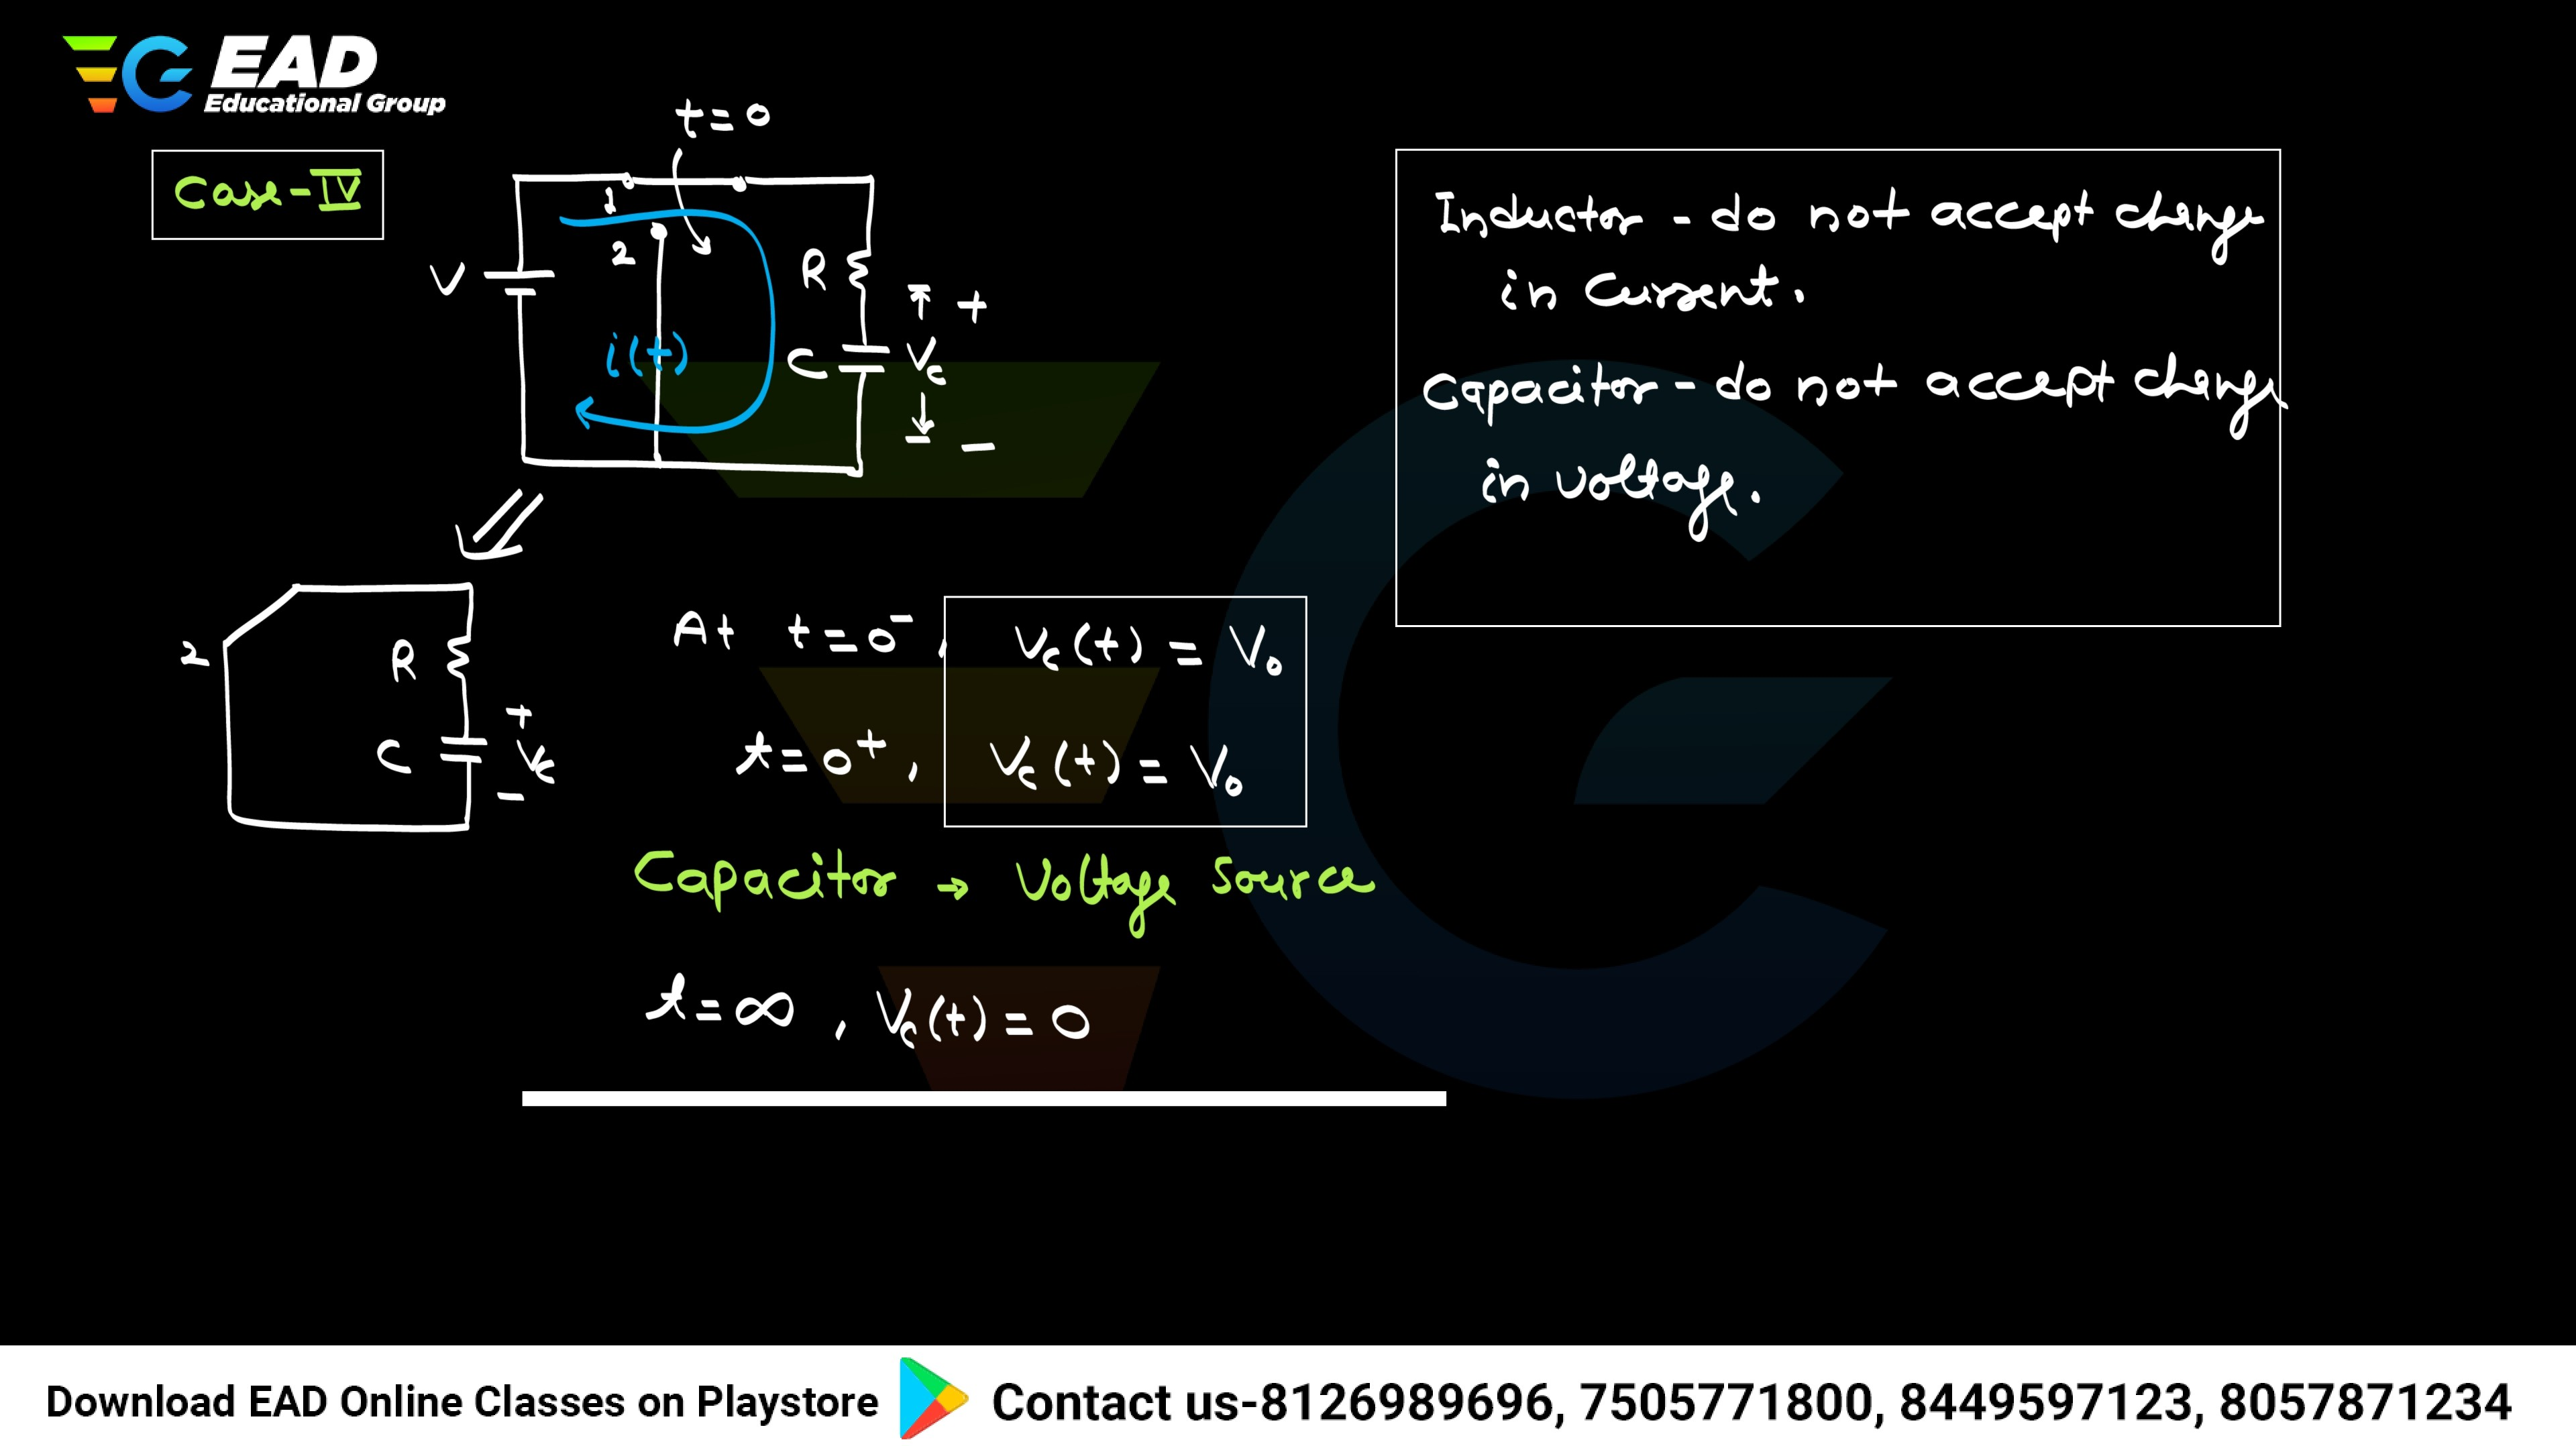 EAD
Educational Group
Case-IV
t=0
1
2
V
R
C
i(t)
+
Vc
-
Inductor - do not accept change
in Current.
Capacitor - do not accept change
in voltage.
2
R
C
+
Vc
-
At t=0⁻, Vc(t) = V₀
t=0⁺, Vc(t) = V₀
Capacitor → Voltage Source
t=∞, Vc(t) = 0
Download EAD Online Classes on Playstore Contact us-8126989696, 7505771800, 8449597123, 8057871234